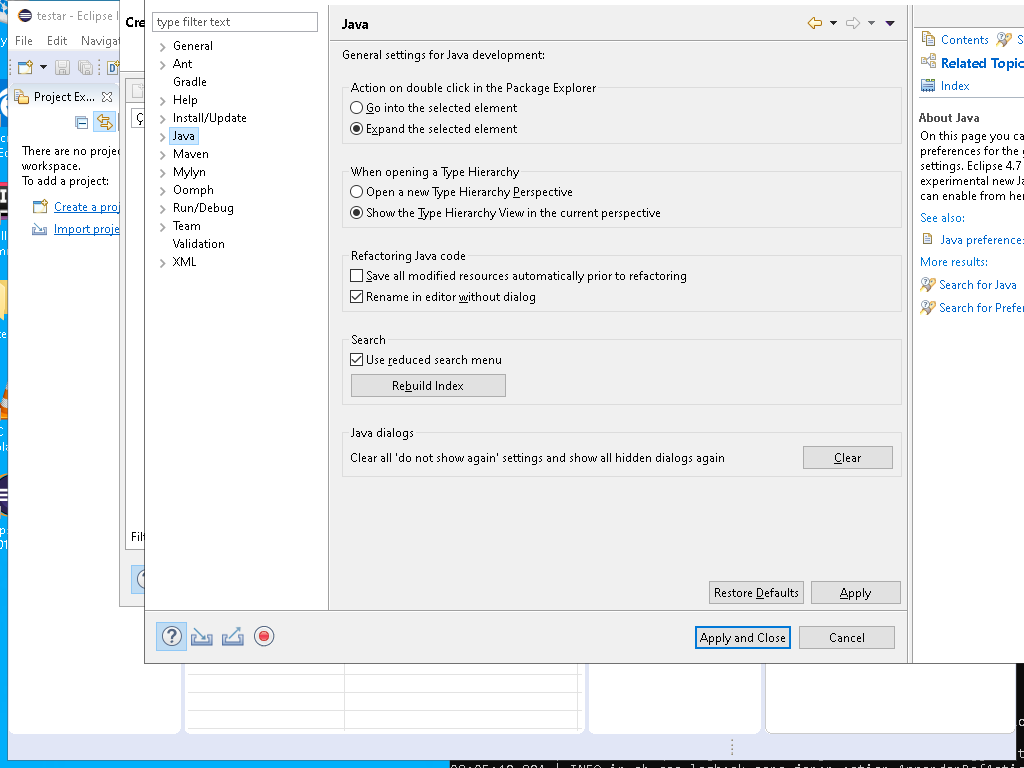 testar - Eclipse
File Edit Navigat
Project Ex...
There are no proje
workspace.
To add a project:
Create a proj
Import proje
Cre
Filt
type filter text
General
Ant
Gradle
Help
Install/Update
Java
Maven
Mylyn
Oomph
Run/Debug
Team
Validation
XML
Java
General settings for Java development:
Action on double click in the Package Explorer
Go into the selected element
Expand the selected element
When opening a Type Hierarchy
Open a new Type Hierarchy Perspective
Show the Type Hierarchy View in the current perspective
Refactoring Java code
Save all modified resources automatically prior to refactoring
Rename in editor without dialog
Search
Use reduced search menu
Rebuild Index
Java dialogs
Clear all 'do not show again' settings and show all hidden dialogs again
Clear
Restore Defaults
Apply
Apply and Close
Cancel
Contents S
Related Topic
Index
About Java
On this page you ca
preferences for the
settings. Eclipse 4.7
experimental new Ja
can enable from her
See also:
Java preferences
More results:
Search for Java
Search for Prefer